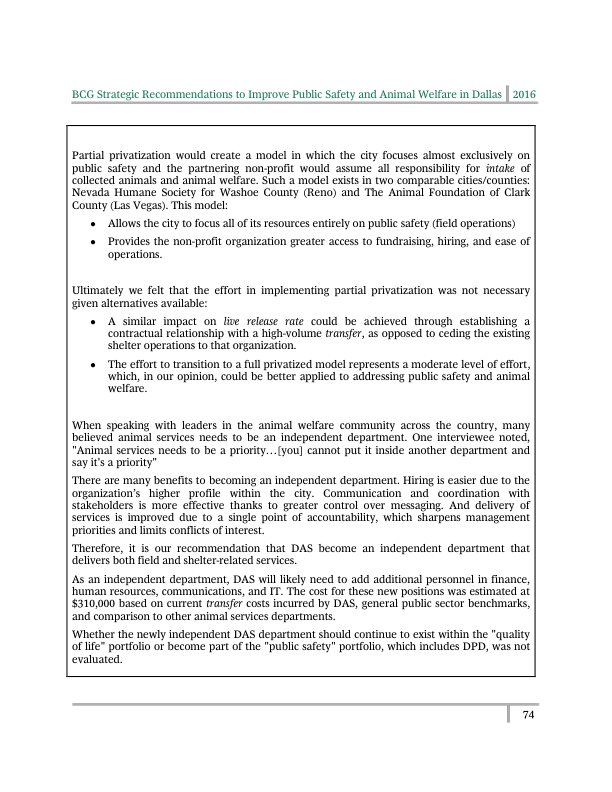 BCG Strategic Recommendations to Improve Public Safety and Animal Welfare in Dallas 2016
Partial privatization would create a model in which the city focuses almost exclusively on
public safety and the partnering non-profit would assume all responsibility for intake of
collected animals and animal welfare. Such a model exists in two comparable cities/counties:
Nevada Humane Society for Washoe County (Reno) and The Animal Foundation of Clark
County (Las Vegas). This model:
• Allows the city to focus all of its resources entirely on public safety (field operations)
• Provides the non-profit organization greater access to fundraising, hiring, and ease of
operations.
Ultimately we felt that the effort in implementing partial privatization was not necessary
given alternatives available:
• A similar impact on live release rate could be achieved through establishing a
contractual relationship with a high-volume transfer, as opposed to ceding the existing
shelter operations to that organization.
• The effort to transition to a full privatized model represents a moderate level of effort,
which, in our opinion, could be better applied to addressing public safety and animal
welfare.
When speaking with leaders in the animal welfare community across the country, many
believed animal services needs to be an independent department. One interviewee noted,
"Animal services needs to be a priority…[you] cannot put it inside another department and
say it's a priority"
There are many benefits to becoming an independent department. Hiring is easier due to the
organization's higher profile within the city. Communication and coordination with
stakeholders is more effective thanks to greater control over messaging. And delivery of
services is improved due to a single point of accountability, which sharpens management
priorities and limits conflicts of interest.
Therefore, it is our recommendation that DAS become an independent department that
delivers both field and shelter-related services.
As an independent department, DAS will likely need to add additional personnel in finance,
human resources, communications, and IT. The cost for these new positions was estimated at
$310,000 based on current transfer costs incurred by DAS, general public sector benchmarks,
and comparison to other animal services departments.
Whether the newly independent DAS department should continue to exist within the "quality
of life" portfolio or become part of the "public safety" portfolio, which includes DPD, was not
evaluated.
74